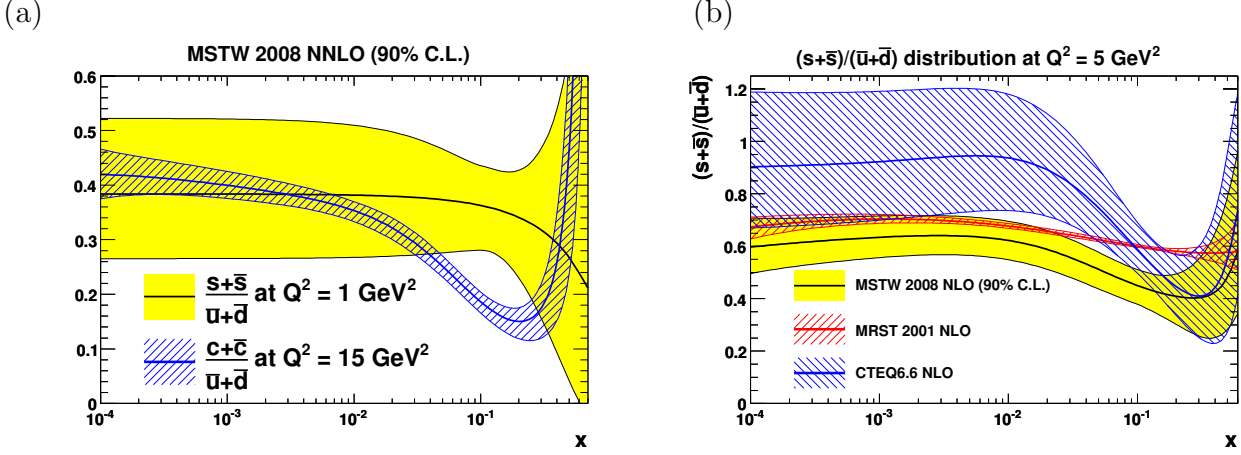 (a)
MSTW 2008 NNLO (90% C.L.)
0.6
0.5
0.4
0.3
0.2
0.1
0
s+s̅ / u̅+d̅ at Q² = 1 GeV²
c+c̅ / u̅+d̅ at Q² = 15 GeV²
10⁻⁴ 10⁻³ 10⁻² 10⁻¹
x
(b)
(s+s̅)/(u̅+d̅) distribution at Q² = 5 GeV²
(s+s̅)/(u̅+d̅)
1.2
1
0.8
0.6
0.4
0.2
0
MSTW 2008 NLO (90% C.L.)
MRST 2001 NLO
CTEQ6.6 NLO
10⁻⁴ 10⁻³ 10⁻² 10⁻¹
x